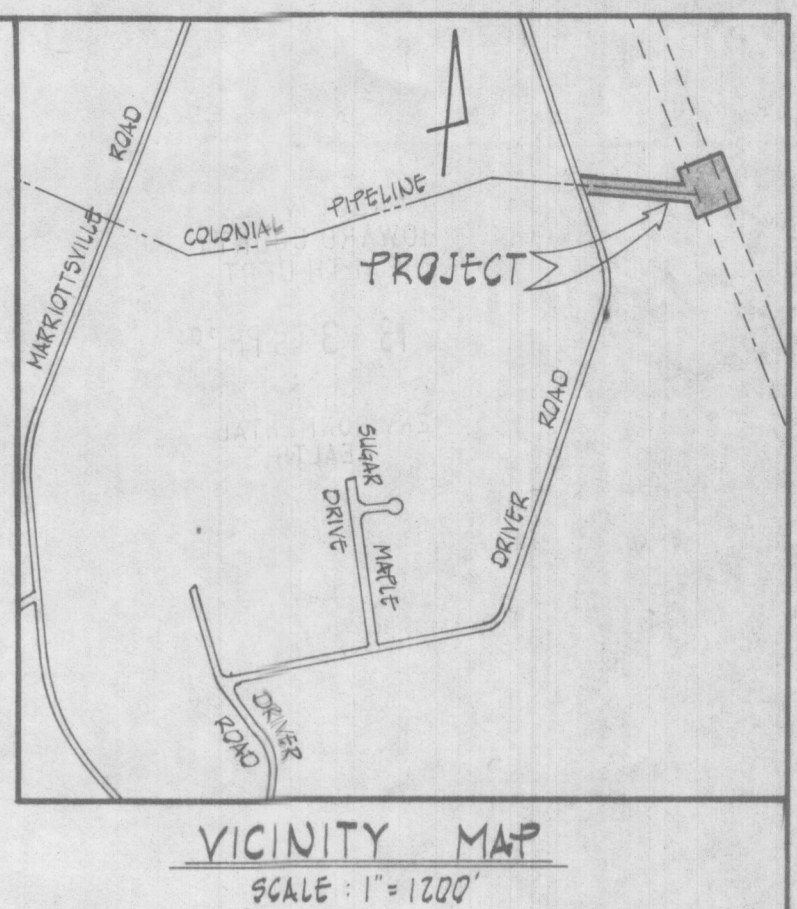 MARRIOTTSVILLE ROAD
COLONIAL PIPELINE
PROJECT
DRIVER ROAD
SUGAR
MAPLE
DRIVE
DRIVER
ROAD
VICINITY MAP
SCALE : 1" = 1200'